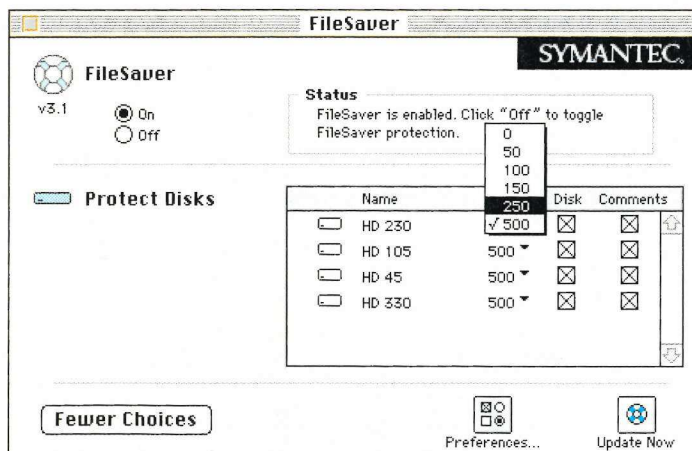 FileSaver
SYMANTEC.
FileSaver
v3.1
On
Off
Status
FileSaver is enabled. Click "Off" to toggle
FileSaver protection.
0
50
100
150
250
√ 500
Protect Disks
Name Disk Comments
HD 230
HD 105 500
HD 45 500
HD 330 500
Fewer Choices
Preferences...
Update Now